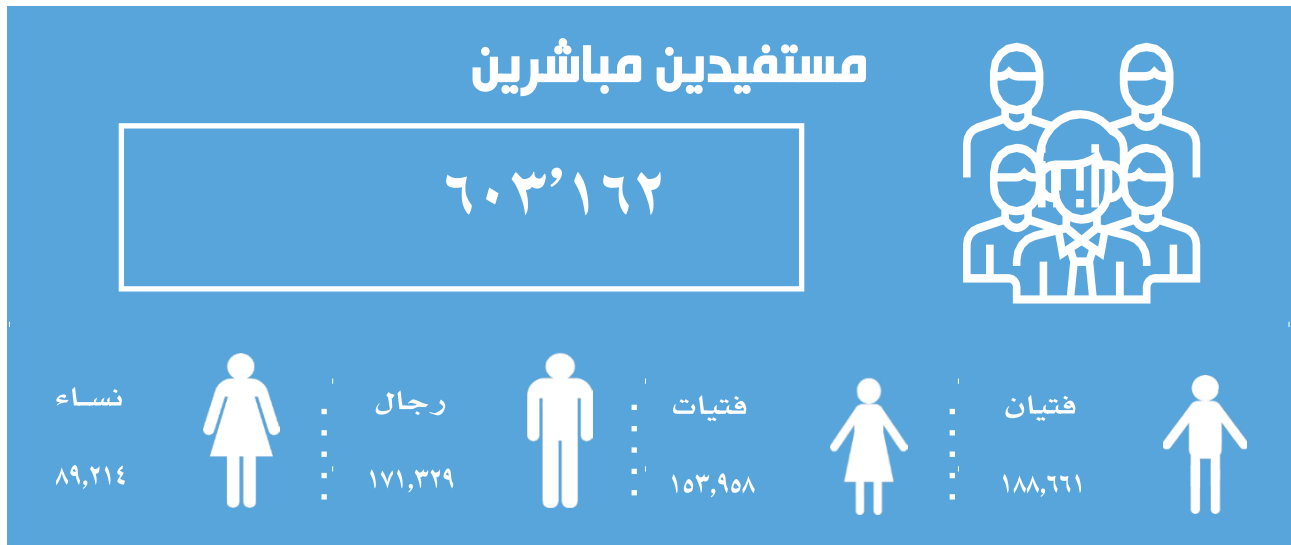 مستفيدين مباشرين
٦٠٣٬١٦٢
فتيان
١٨٨,٦٦١
فتيات
١٥٣,٩٥٨
رجال
١٧١,٣٢٩
نساء
٨٩,٢١٤